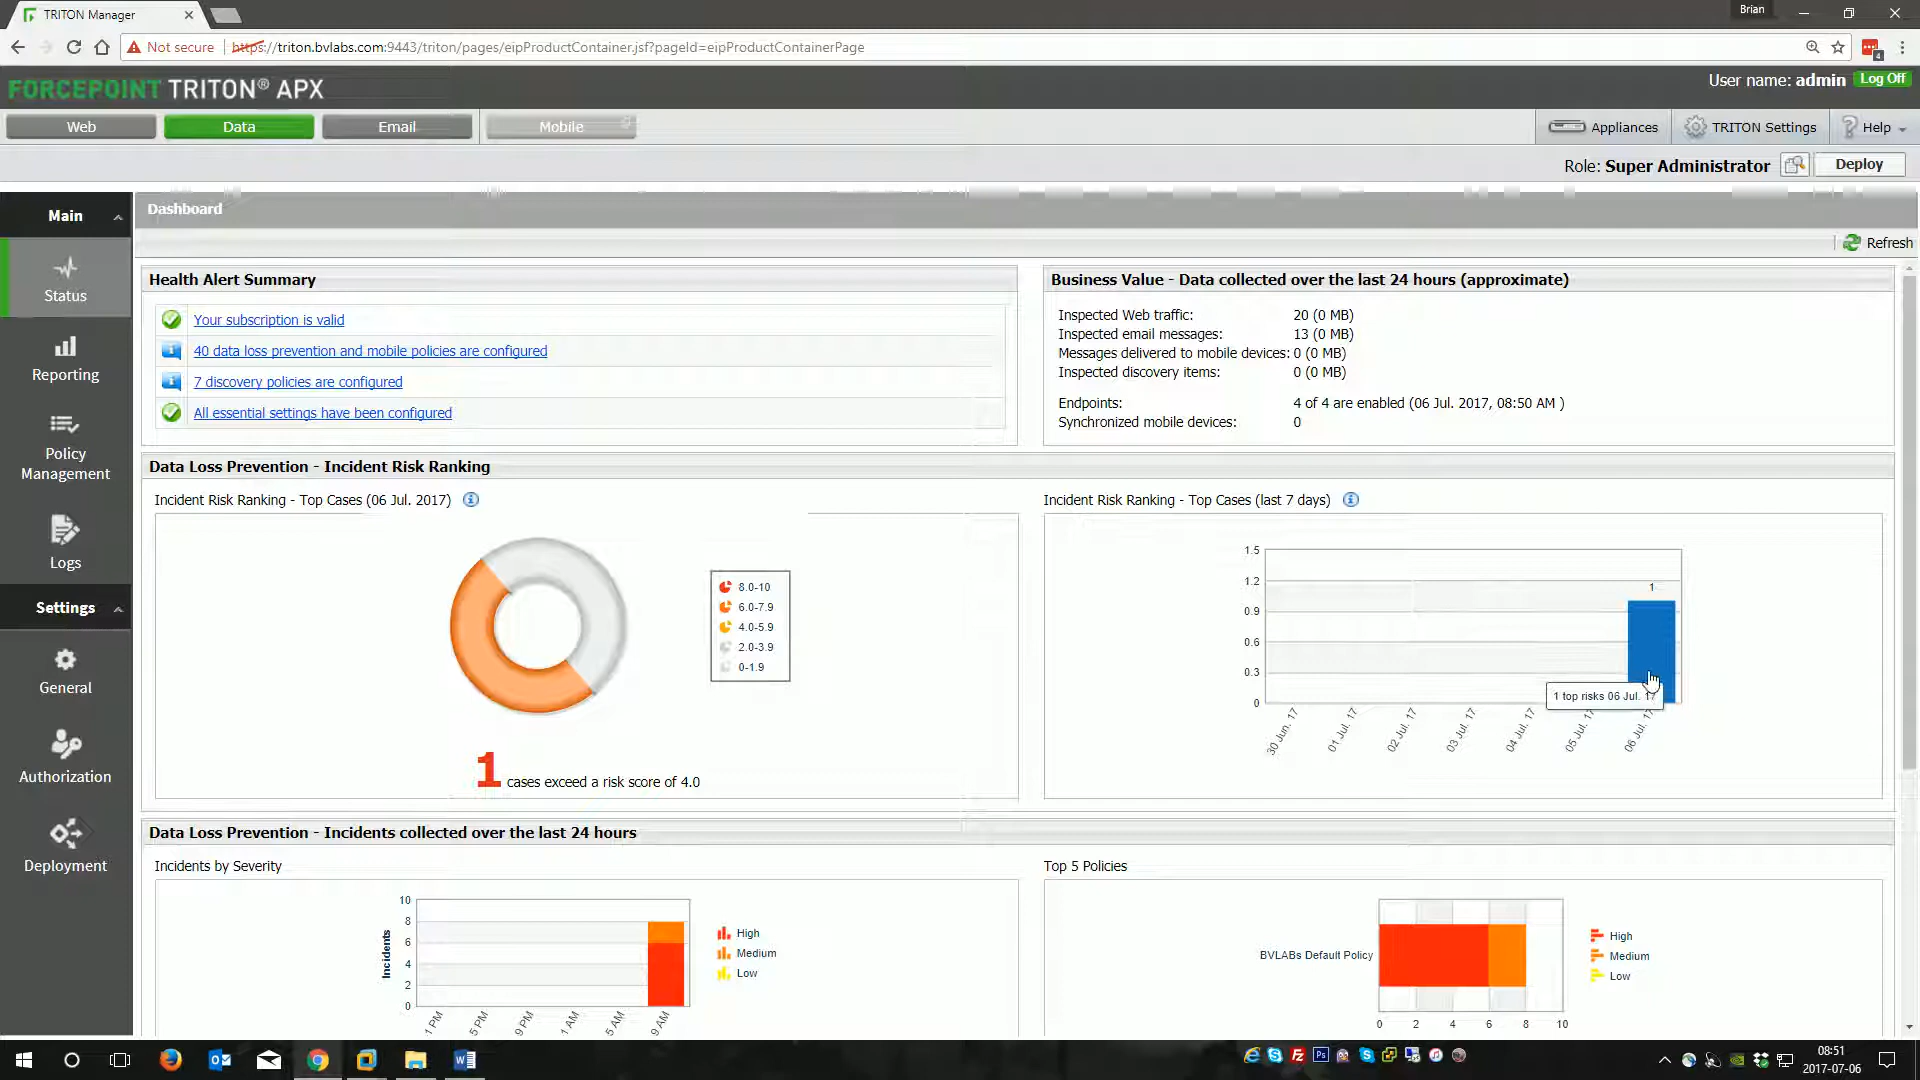 TRITON Manager
Brian
Not secure https://triton.bvlabs.com:9443/triton/pages/eipProductContainer.jsf?pageId=eipProductContainerPage
4
FORCEPOINT TRITON® APX
User name: admin Log Off
Web Data Email Mobile
Appliances TRITON Settings ? Help
Role: Super Administrator Deploy
Main
Status
Reporting
Policy
Management
Logs
Settings
General
Authorization
Deployment
Dashboard
Refresh
Health Alert Summary
Your subscription is valid
40 data loss prevention and mobile policies are configured
7 discovery policies are configured
All essential settings have been configured
Business Value - Data collected over the last 24 hours (approximate)
Inspected Web traffic: 20 (0 MB)
Inspected email messages: 13 (0 MB)
Messages delivered to mobile devices: 0 (0 MB)
Inspected discovery items: 0 (0 MB)
Endpoints: 4 of 4 are enabled (06 Jul. 2017, 08:50 AM )
Synchronized mobile devices: 0
Data Loss Prevention - Incident Risk Ranking
Incident Risk Ranking - Top Cases (06 Jul. 2017)
8.0-10
6.0-7.9
4.0-5.9
2.0-3.9
0-1.9
1 cases exceed a risk score of 4.0
Incident Risk Ranking - Top Cases (last 7 days)
1.5
1.2
0.9
0.6
0.3
0
1
1 top risks 06 Jul. 17
30 Jun. 17 01 Jul. 17 02 Jul. 17 03 Jul. 17 04 Jul. 17 05 Jul. 17 06 Jul. 17
Data Loss Prevention - Incidents collected over the last 24 hours
Incidents by Severity
Incidents
10
8
6
4
2
0
1 PM 5 PM 9 PM 1 AM 5 AM 9 AM
High
Medium
Low
Top 5 Policies
BVLABs Default Policy
0 2 4 6 8 10
High
Medium
Low
08:51
2017-07-06